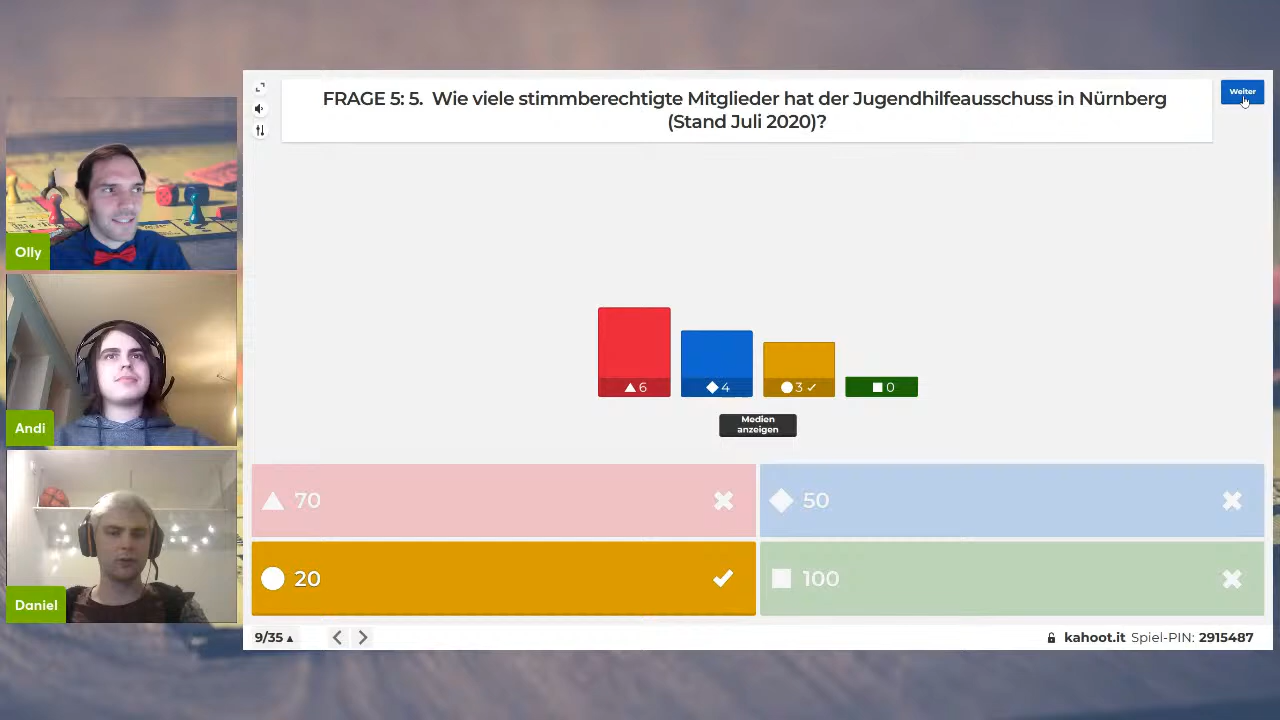 FRAGE 5: 5. Wie viele stimmberechtigte Mitglieder hat der Jugendhilfeausschuss in Nürnberg
(Stand Juli 2020)?
Weiter
Olly
Andi
Daniel
6
4
3
0
Medien
anzeigen
70
50
20
100
9/35
kahoot.it Spiel-PIN: 2915487